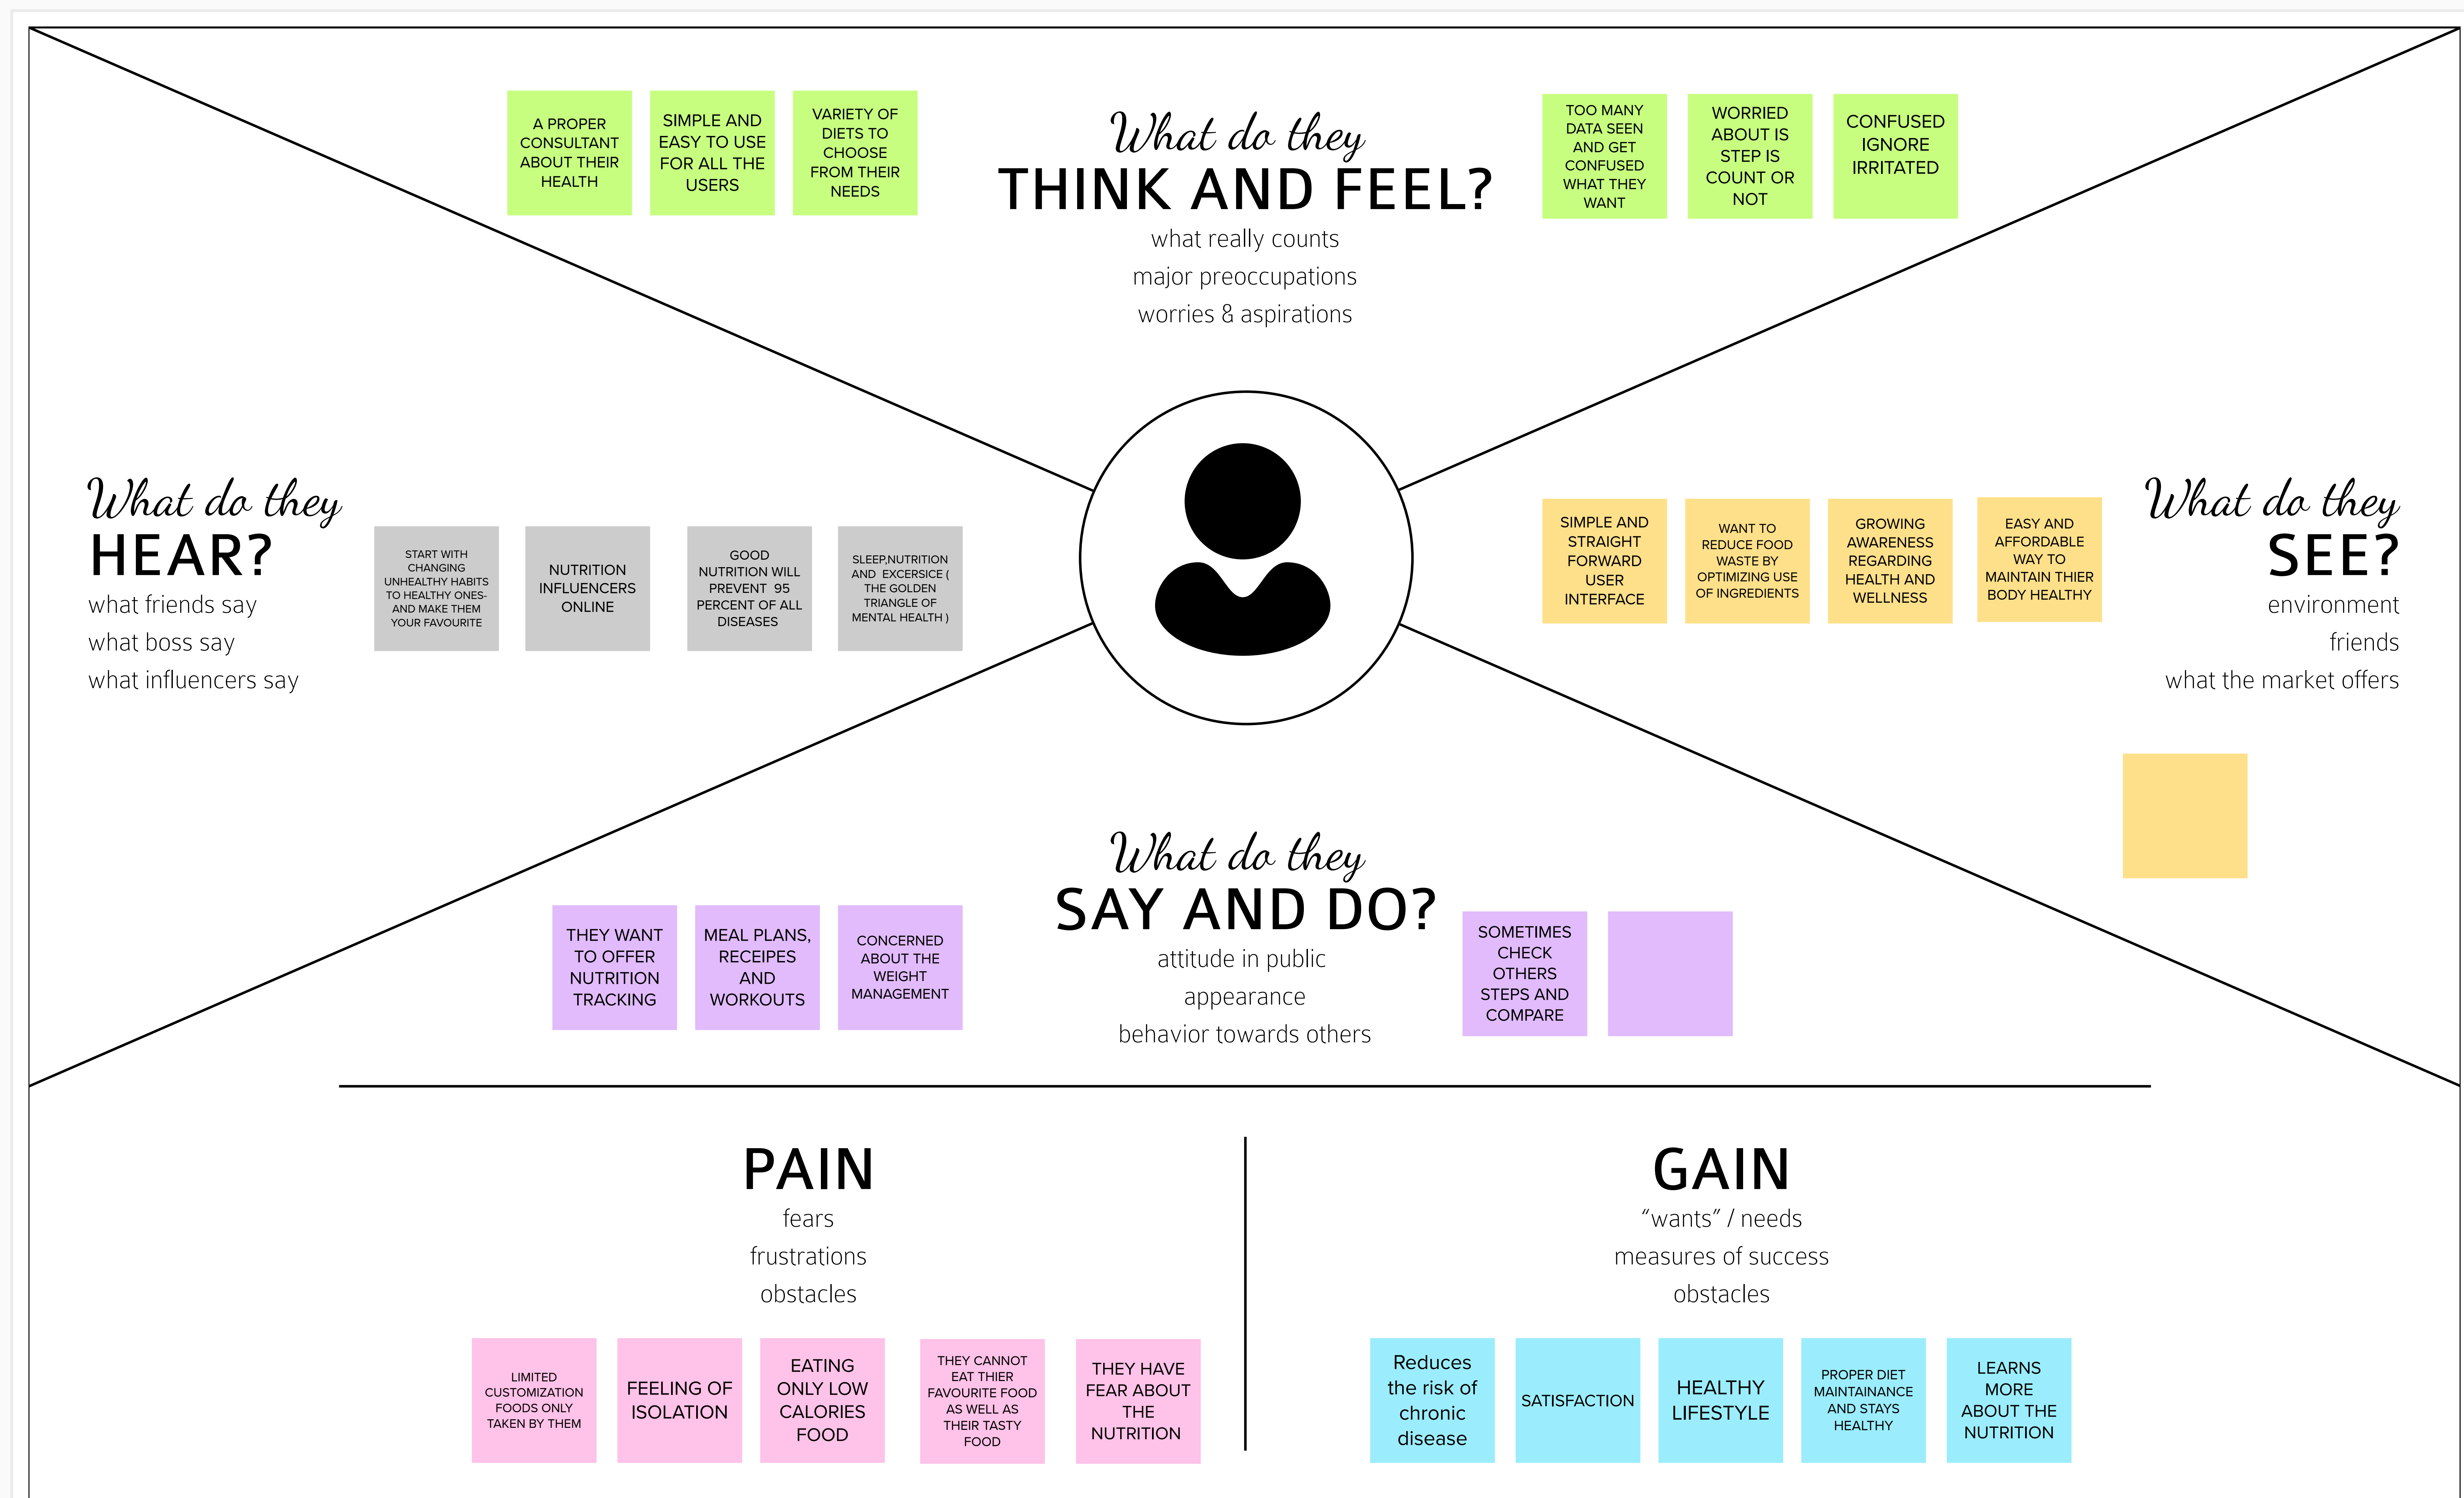 A PROPER
CONSULTANT
ABOUT THEIR
HEALTH
SIMPLE AND
EASY TO USE
FOR ALL THE
USERS
VARIETY OF
DIETS TO
CHOOSE
FROM THEIR
NEEDS
What do they
THINK AND FEEL?
what really counts
major preoccupations
worries & aspirations
TOO MANY
DATA SEEN
AND GET
CONFUSED
WHAT THEY
WANT
WORRIED
ABOUT IS
STEP IS
COUNT OR
NOT
CONFUSED
IGNORE
IRRITATED
What do they
HEAR?
what friends say
what boss say
what influencers say
START WITH
CHANGING
UNHEALTHY HABITS
TO HEALTHY ONES-
AND MAKE THEM
YOUR FAVOURITE
NUTRITION
INFLUENCERS
ONLINE
GOOD
NUTRITION WILL
PREVENT 95
PERCENT OF ALL
DISEASES
SLEEP,NUTRITION
AND EXCERSICE (
THE GOLDEN
TRIANGLE OF
MENTAL HEALTH )
SIMPLE AND
STRAIGHT
FORWARD
USER
INTERFACE
WANT TO
REDUCE FOOD
WASTE BY
OPTIMIZING USE
OF INGREDIENTS
GROWING
AWARENESS
REGARDING
HEALTH AND
WELLNESS
EASY AND
AFFORDABLE
WAY TO
MAINTAIN THIER
BODY HEALTHY
What do they
SEE?
environment
friends
what the market offers
THEY WANT
TO OFFER
NUTRITION
TRACKING
MEAL PLANS,
RECEIPES
AND
WORKOUTS
CONCERNED
ABOUT THE
WEIGHT
MANAGEMENT
What do they
SAY AND DO?
attitude in public
appearance
behavior towards others
SOMETIMES
CHECK
OTHERS
STEPS AND
COMPARE
PAIN
fears
frustrations
obstacles
LIMITED
CUSTOMIZATION
FOODS ONLY
TAKEN BY THEM
FEELING OF
ISOLATION
EATING
ONLY LOW
CALORIES
FOOD
THEY CANNOT
EAT THIER
FAVOURITE FOOD
AS WELL AS
THEIR TASTY
FOOD
THEY HAVE
FEAR ABOUT
THE
NUTRITION
GAIN
“wants” / needs
measures of success
obstacles
Reduces
the risk of
chronic
disease
SATISFACTION
HEALTHY
LIFESTYLE
PROPER DIET
MAINTAINANCE
AND STAYS
HEALTHY
LEARNS
MORE
ABOUT THE
NUTRITION